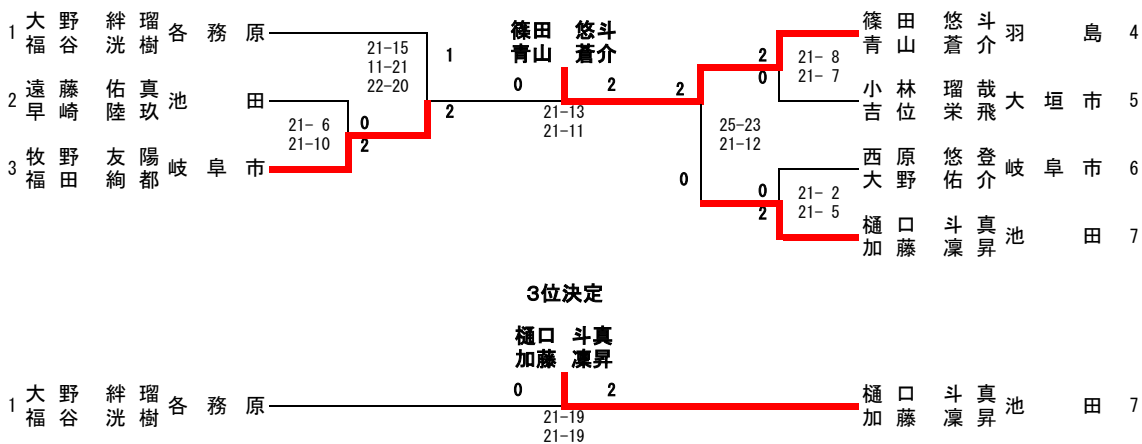 1 大野 絆瑠 各務原
福谷 洸樹
2 遠藤 佑真 池田
早崎 陸玖
3 牧野 友陽 岐阜市
福田 絢都
21-15
11-21
22-20
1
2
21- 6
21-10
0
2
篠田 悠斗
青山 蒼介
0 2
21-13
21-11
2
0
25-23
21-12
2
0
21- 8
21- 7
0
2
21- 2
21- 5
篠田 悠斗 羽島 4
青山 蒼介
小林 瑠哉 大垣市 5
吉位 栄飛
西原 悠登 岐阜市 6
大野 佑介
樋口 斗真 池田 7
加藤 凜昇
3位決定
樋口 斗真
加藤 凜昇
1 大野 絆瑠 各務原
福谷 洸樹
0 2
21-19
21-19
樋口 斗真 池田 7
加藤 凜昇